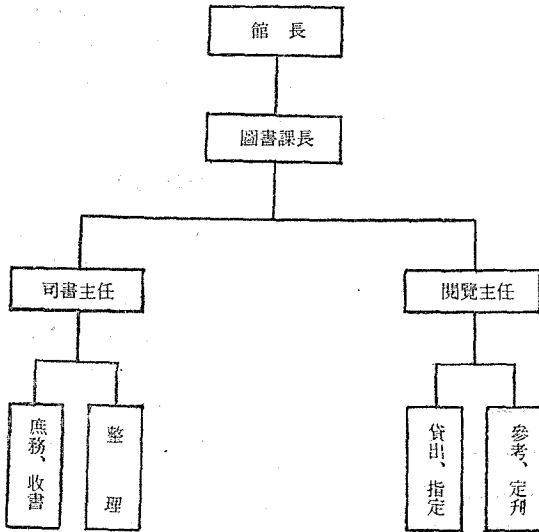 館 長
圖書課長
司書主任
閱覽主任
庶務、收書
整 理
貸出、指定
參考、定刊